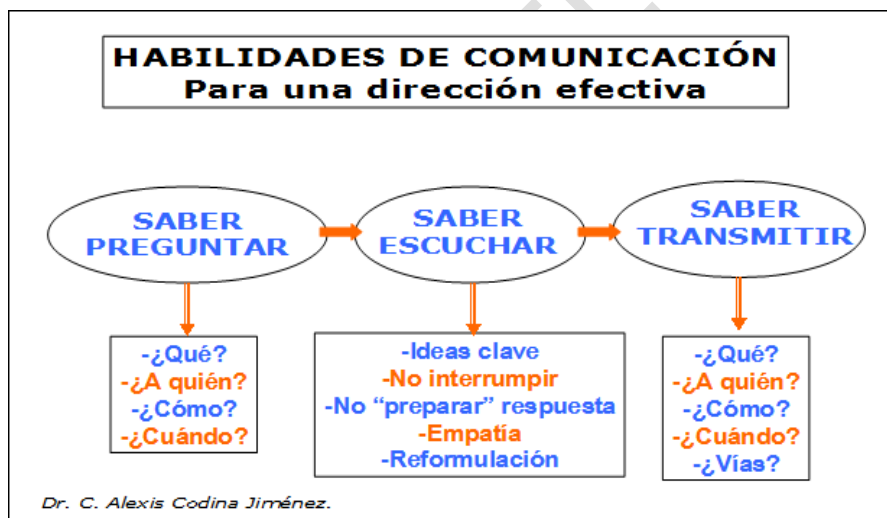 HABILIDADES DE COMUNICACIÓN
Para una dirección efectiva
SABER
PREGUNTAR
SABER
ESCUCHAR
SABER
TRANSMITIR
-¿Qué?
-¿A quién?
-¿Cómo?
-¿Cuándo?
-Ideas clave
-No interrumpir
-No “preparar” respuesta
-Empatía
-Reformulación
-¿Qué?
-¿A quién?
-¿Cómo?
-¿Cuándo?
-¿Vías?
Dr. C. Alexis Codina Jiménez.